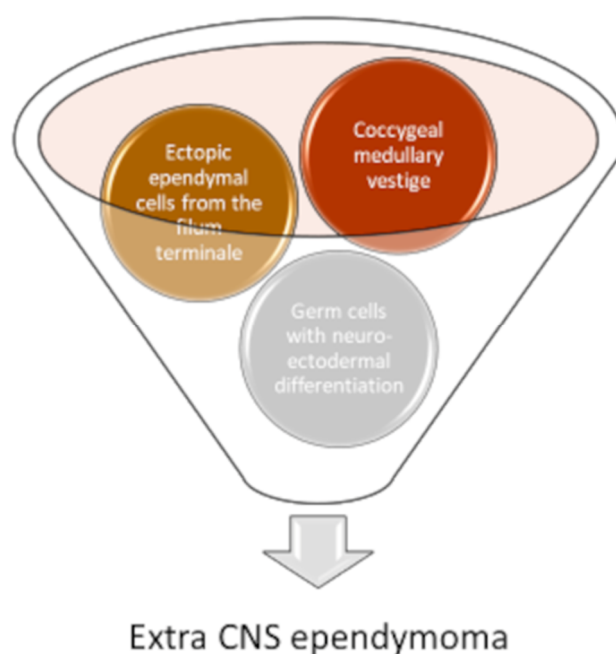 Ectopic
ependymal
cells from the
filum
terminale
Coccygeal
medullary
vestige
Germ cells
with neuro-
ectodermal
differentiation
Extra CNS ependymoma